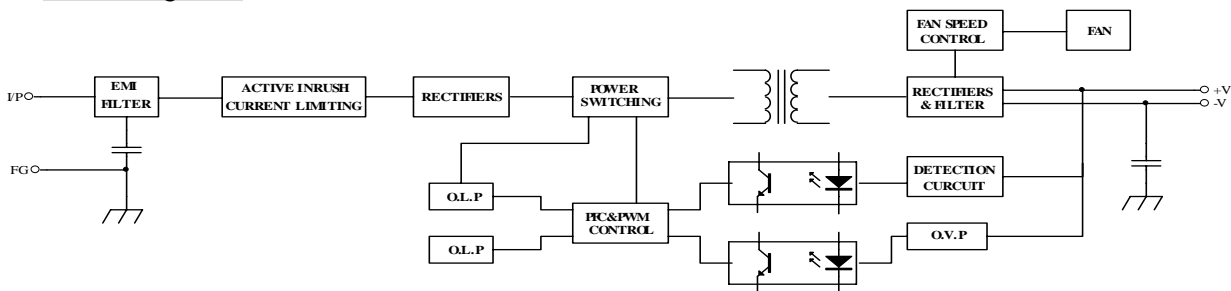 FAN SPEED
CONTROL
FAN
I/P
EMI
FILTER
ACTIVE INRUSH
CURRENT LIMITING
RECTIFIERS
POWER
SWITCHING
RECTIFIERS
& FILTER
+V
-V
FG
O.L.P
PFC&PWM
CONTROL
DETECTION
CURCUIT
O.L.P
O.V.P